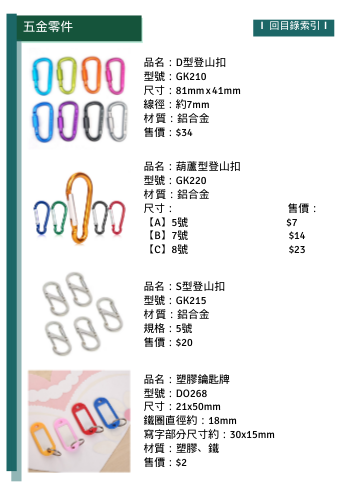 五金零件
I 回目錄索引 I
品名：D型登山扣
型號：GK210
尺寸：81mm x 41mm
線徑：約7mm
材質：鋁合金
售價：$34
品名：葫蘆型登山扣
型號：GK220
材質：鋁合金
尺寸： 售價：
【A】5號 $7
【B】7號 $14
【C】8號 $23
品名：S型登山扣
型號：GK215
材質：鋁合金
規格：5號
售價：$20
品名：塑膠鑰匙牌
型號：DO268
尺寸：21x50mm
鐵圈直徑約：18mm
寫字部分尺寸約：30x15mm
材質：塑膠、鐵
售價：$2